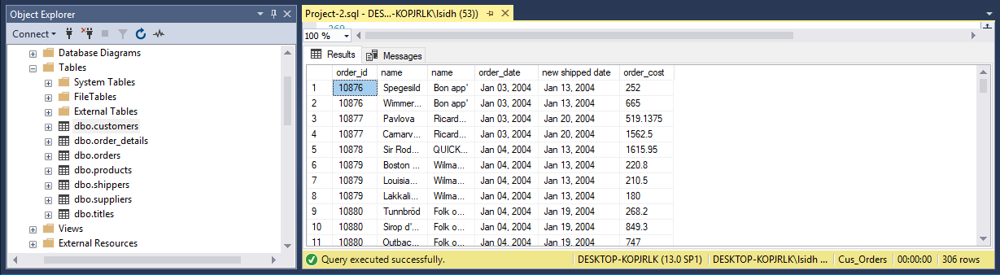 Object Explorer
Connect
Database Diagrams
Tables
System Tables
FileTables
External Tables
dbo.customers
dbo.order_details
dbo.orders
dbo.products
dbo.shippers
dbo.suppliers
dbo.titles
Views
External Resources
Project-2.sql - DES...-KOPJRLK\lsidh (53))
100 %
Results Messages
order_id name name order_date new shipped date order_cost
1 10876 Spegesild Bon app' Jan 03, 2004 Jan 13, 2004 252
2 10876 Wimmer... Bon app' Jan 03, 2004 Jan 13, 2004 665
3 10877 Pavlova Ricard... Jan 03, 2004 Jan 20, 2004 519.1375
4 10877 Carnarv... Ricard... Jan 03, 2004 Jan 20, 2004 1562.5
5 10878 Sir Rod... QUICK... Jan 04, 2004 Jan 13, 2004 1615.95
6 10879 Boston ... Wilma... Jan 04, 2004 Jan 13, 2004 220.8
7 10879 Louisia... Wilma... Jan 04, 2004 Jan 13, 2004 210.5
8 10879 Lakkali... Wilma... Jan 04, 2004 Jan 13, 2004 180
9 10880 Tunnbröd Folk o... Jan 04, 2004 Jan 19, 2004 268.2
10 10880 Sirop d'... Folk o... Jan 04, 2004 Jan 19, 2004 849.3
11 10880 Outbac... Folk o... Jan 04, 2004 Jan 19, 2004 747
Query executed successfully. DESKTOP-KOPJRLK (13.0 SP1) DESKTOP-KOPJRLK\lsidh ... Cus_Orders 00:00:00 306 rows